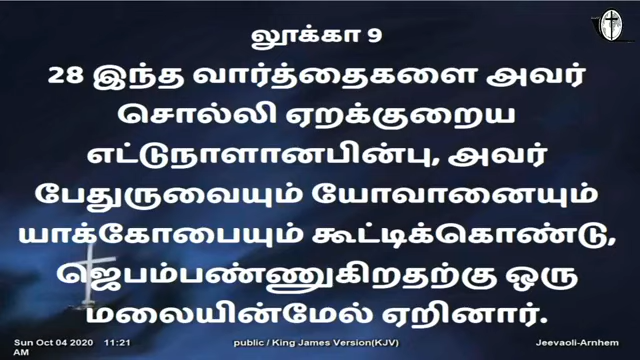 லூக்கா 9
28 இந்த வார்த்தைகளை அவர்
சொல்லி ஏறக்குறைய
எட்டுநாளானபின்பு, அவர்
பேதுருவையும் யோவானையும்
யாக்கோபையும் கூட்டிக்கொண்டு,
ஜெபம்பண்ணுகிறதற்கு ஒரு
மலையின்மேல் ஏறினார்.
Sun Oct 04 2020 11:21 AM
public / King James Version(KJV)
Jeevaoli-Arnhem